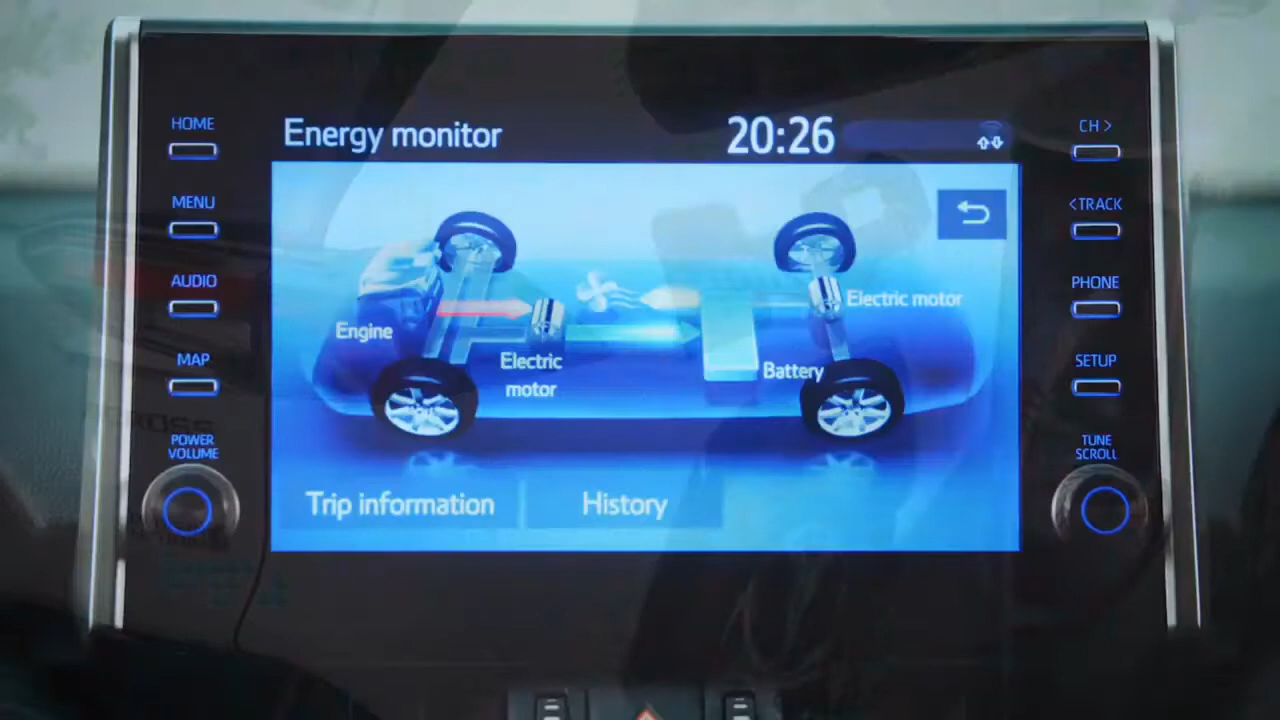 HOME
MENU
AUDIO
MAP
POWER
VOLUME
Energy monitor
20:26
Engine
Electric
motor
Electric motor
Battery
Trip information
History
CH >
<TRACK
PHONE
SETUP
TUNE
SCROLL